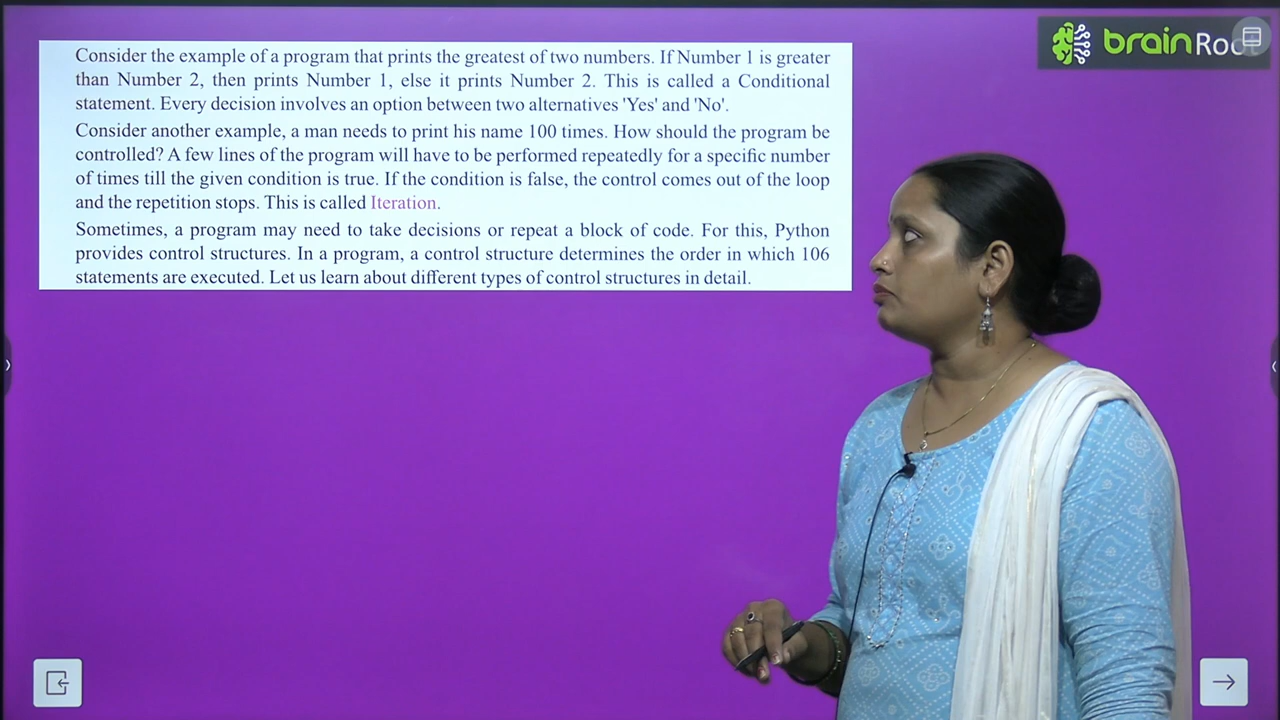 brainRoot
Consider the example of a program that prints the greatest of two numbers. If Number 1 is greater
than Number 2, then prints Number 1, else it prints Number 2. This is called a Conditional
statement. Every decision involves an option between two alternatives 'Yes' and 'No'.
Consider another example, a man needs to print his name 100 times. How should the program be
controlled? A few lines of the program will have to be performed repeatedly for a specific number
of times till the given condition is true. If the condition is false, the control comes out of the loop
and the repetition stops. This is called Iteration.
Sometimes, a program may need to take decisions or repeat a block of code. For this, Python
provides control structures. In a program, a control structure determines the order in which 106
statements are executed. Let us learn about different types of control structures in detail.